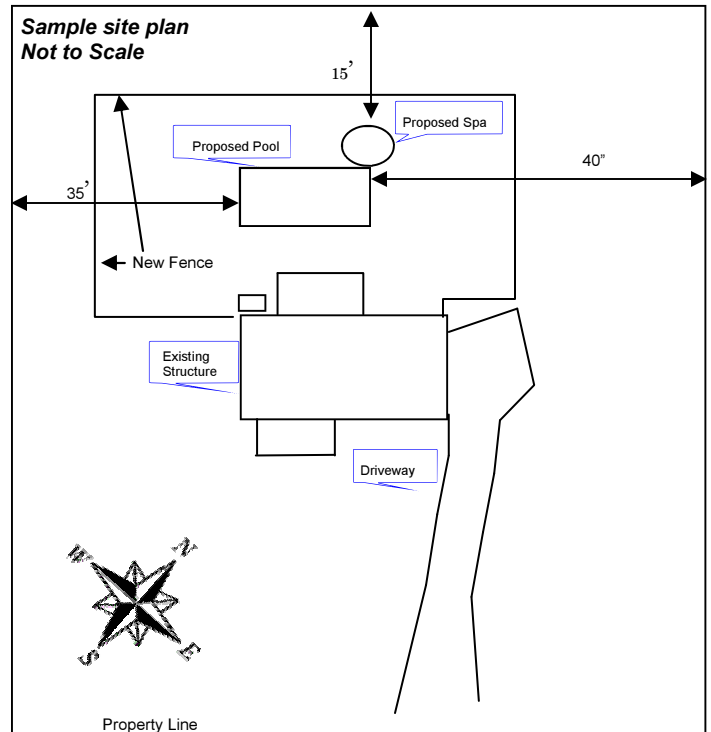 Sample site plan
Not to Scale
15’
Proposed Spa
Proposed Pool
40”
35’
New Fence
Existing
Structure
Driveway
W
N
S
E
Property Line